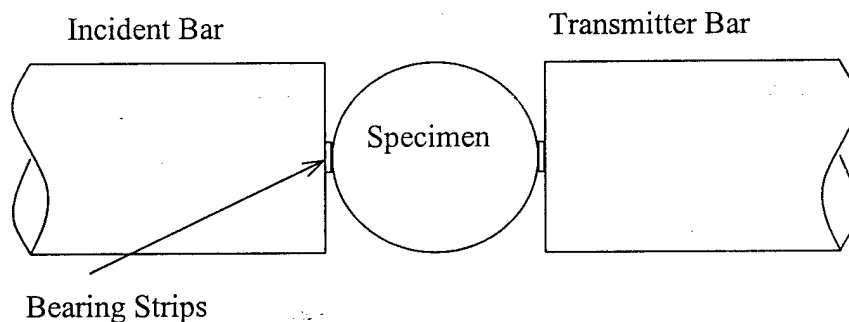 Incident Bar
Transmitter Bar
Specimen
Bearing Strips